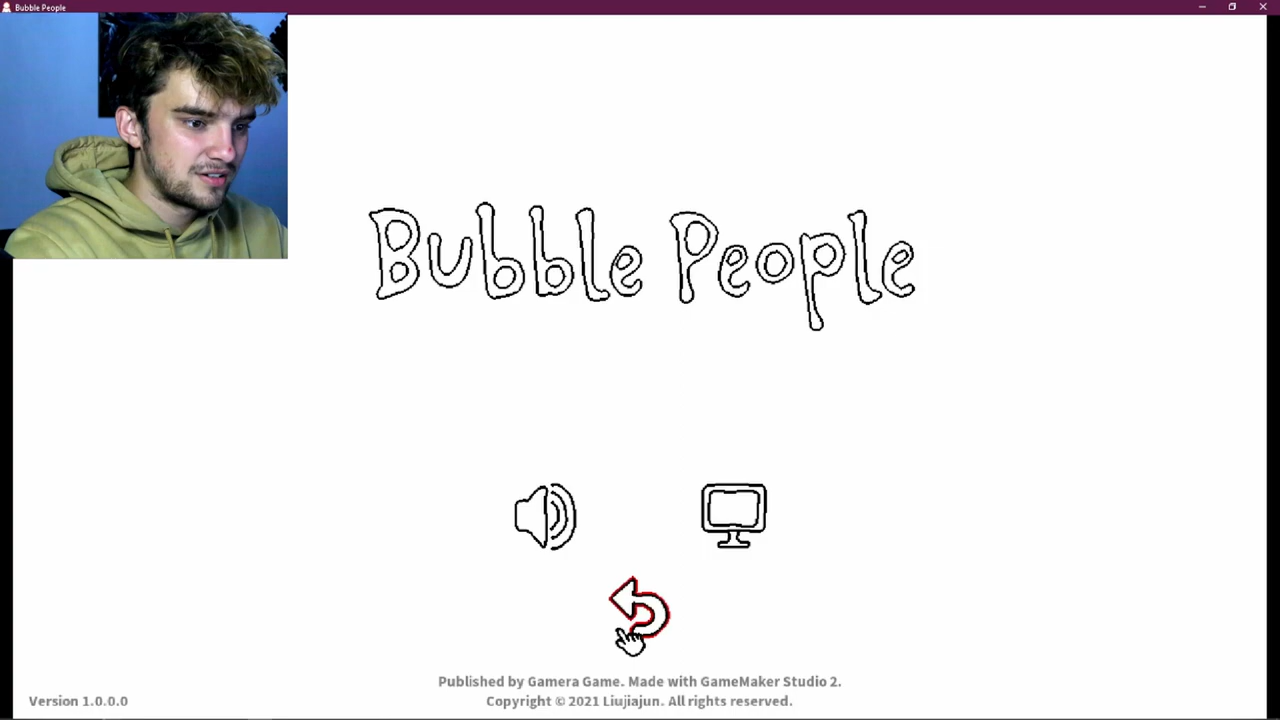 Bubble People
Bubble People
Published by Gamera Game. Made with GameMaker Studio 2.
Version 1.0.0.0
Copyright © 2021 Liujiajun. All rights reserved.